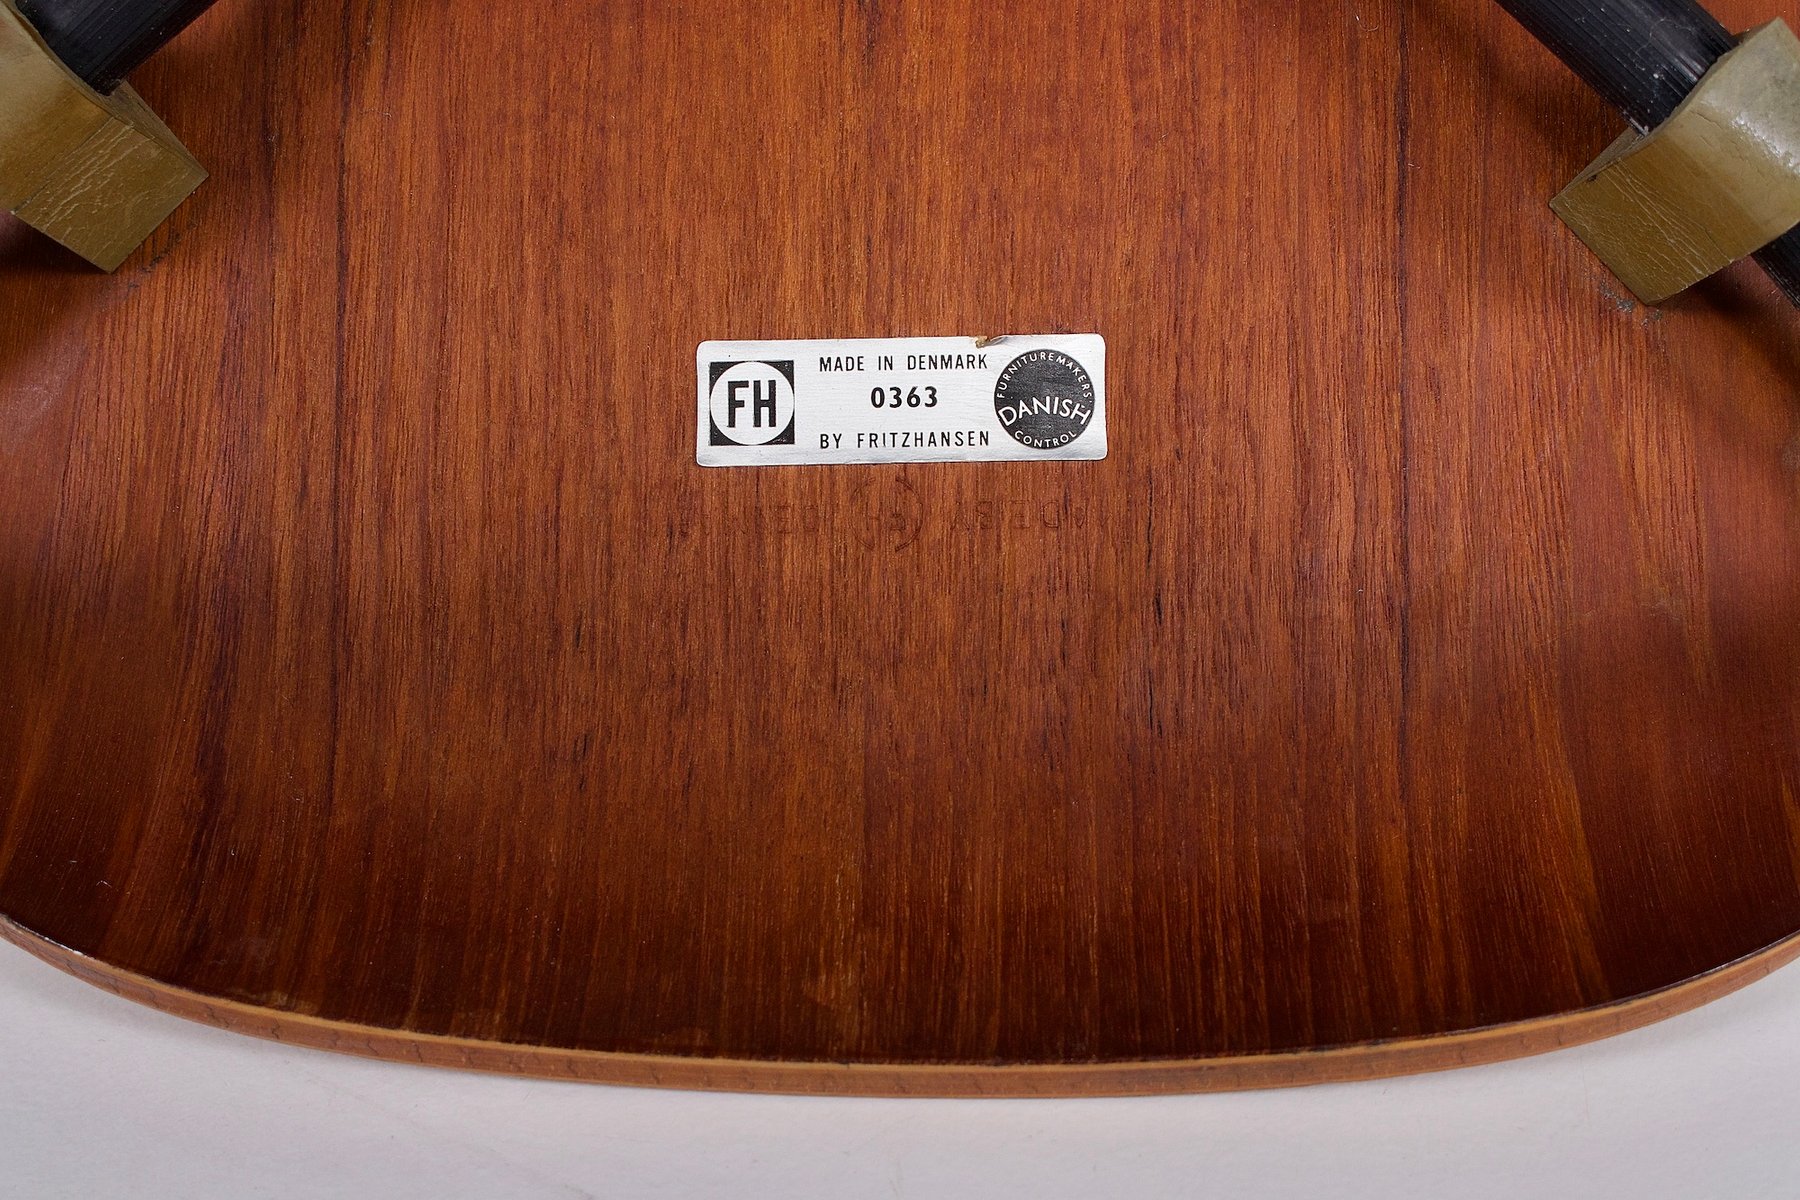 FH
MADE IN DENMARK
0363
BY FRITZHANSEN
FURNITUREMAKERS
DANISH
CONTROL